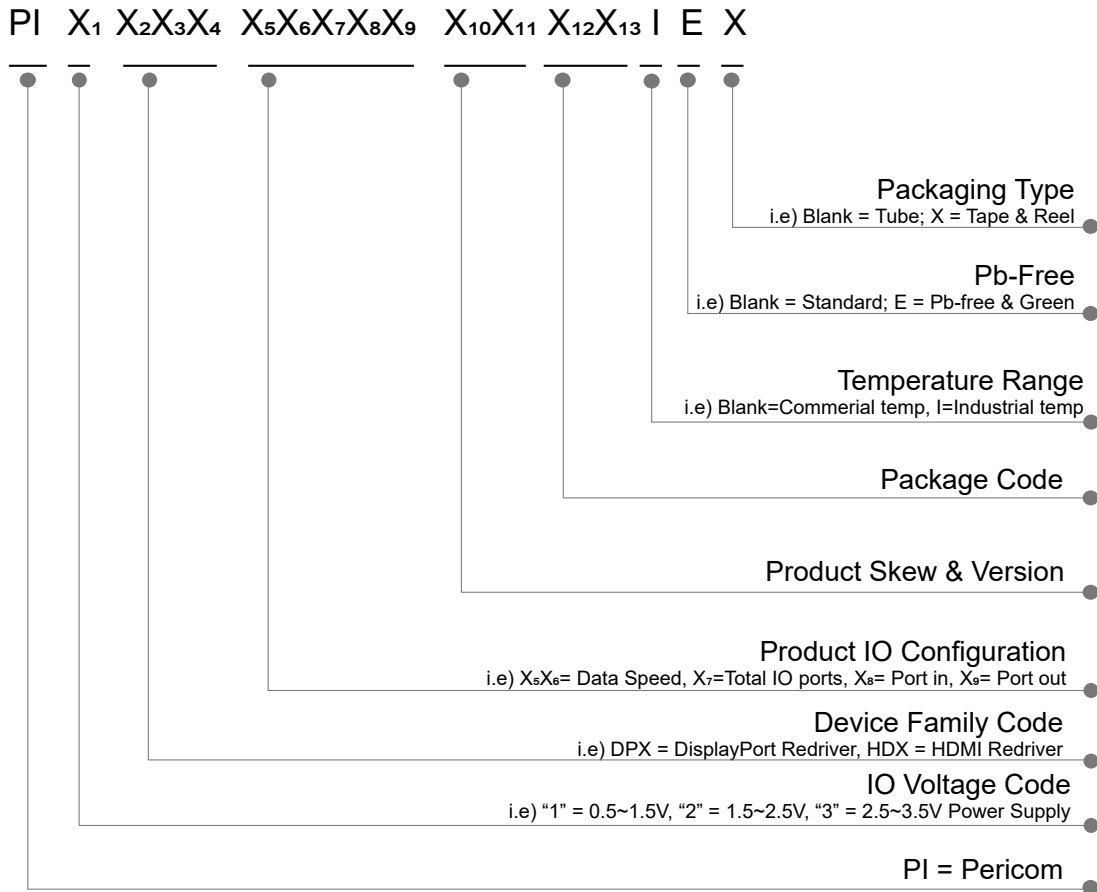 PI X₁ X₂X₃X₄ X₅X₆X₇X₈X₉ X₁₀X₁₁ X₁₂X₁₃ I E X
Packaging Type
i.e) Blank = Tube; X = Tape & Reel
Pb-Free
i.e) Blank = Standard; E = Pb-free & Green
Temperature Range
i.e) Blank=Commerial temp, I=Industrial temp
Package Code
Product Skew & Version
Product IO Configuration
i.e) X₅X₆= Data Speed, X₇=Total IO ports, X₈= Port in, X₉= Port out
Device Family Code
i.e) DPX = DisplayPort Redriver, HDX = HDMI Redriver
IO Voltage Code
i.e) “1” = 0.5~1.5V, “2” = 1.5~2.5V, “3” = 2.5~3.5V Power Supply
PI = Pericom